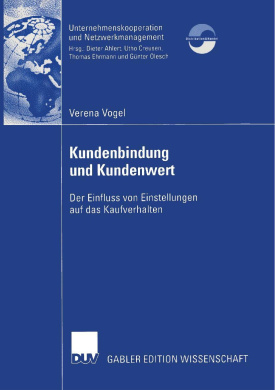 Unternehmenskooperation
und Netzwerkmanagement
Hrsg. Dieter Ahlert, Utho Creusen,
Thomas Ehrmann und Günter Olesch
Verena Vogel
Kundenbindung
und Kundenwert
Der Einfluss von Einstellungen
auf das Kaufverhalten
DUV
GABLER EDITION WISSENSCHAFT